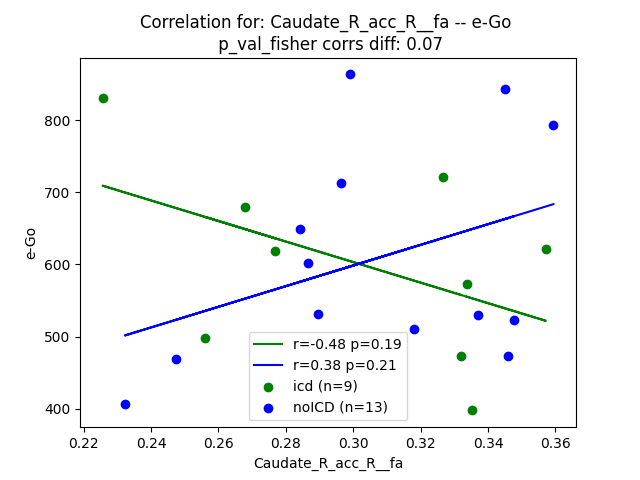 Correlation for: Caudate_R_acc_R__fa -- e-Go
p_val_fisher corrs diff: 0.07
800
700
600
500
400
e-Go
r=-0.48 p=0.19
r=0.38 p=0.21
icd (n=9)
noICD (n=13)
0.22 0.24 0.26 0.28 0.30 0.32 0.34 0.36
Caudate_R_acc_R__fa